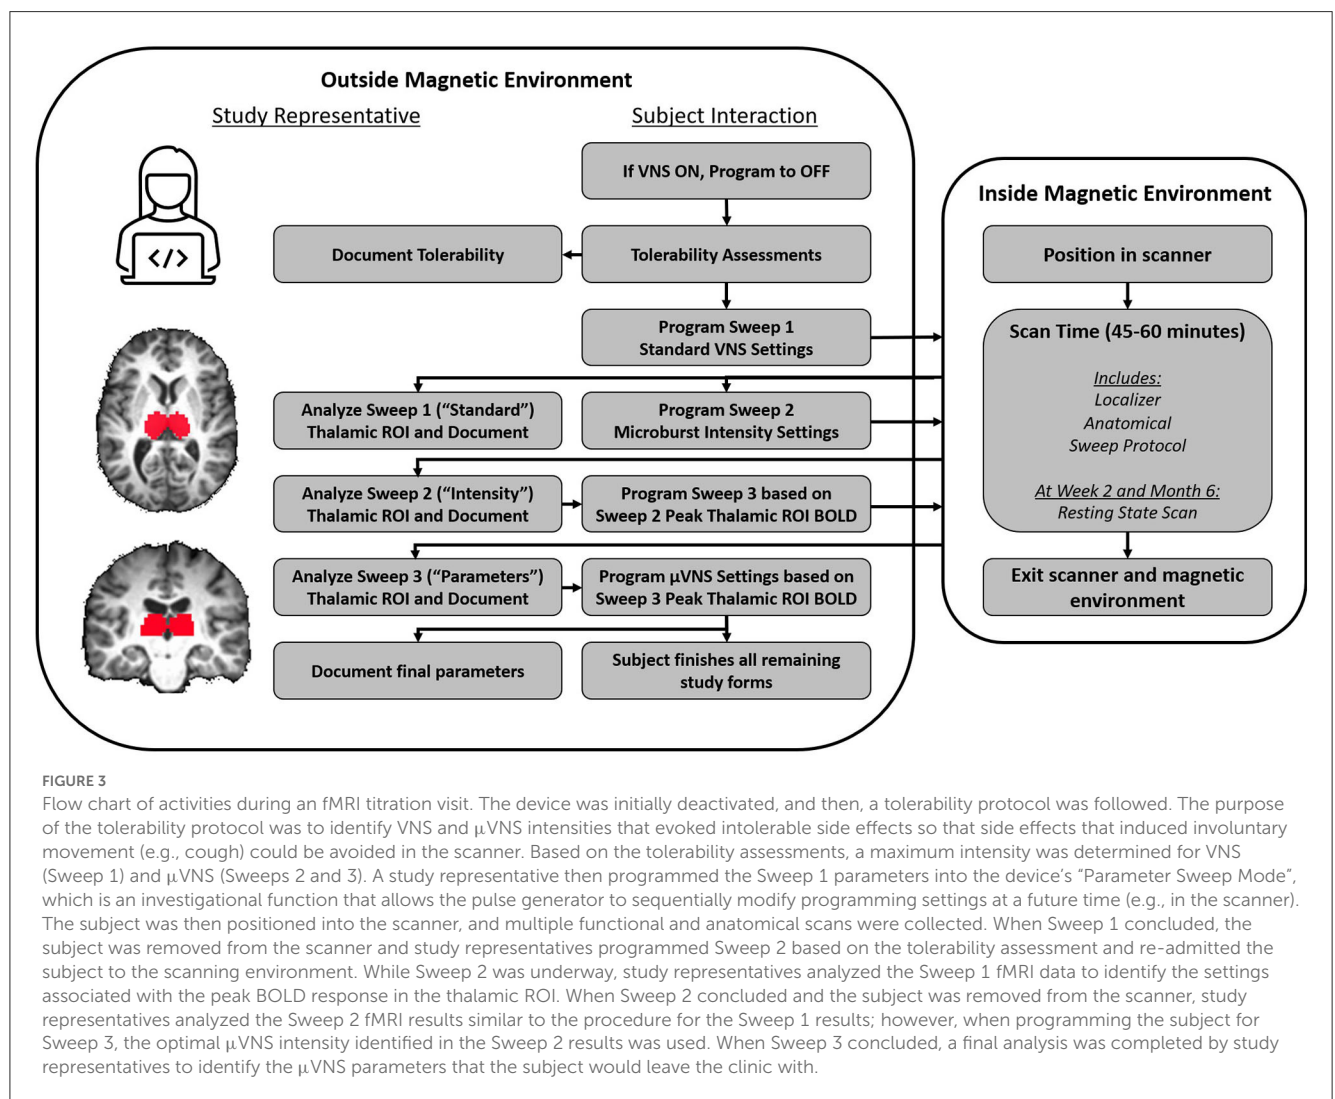 Outside Magnetic Environment
Study Representative
Subject Interaction
If VNS ON, Program to OFF
</>
Document Tolerability
Tolerability Assessments
Program Sweep 1
Standard VNS Settings
Analyze Sweep 1 (“Standard”)
Thalamic ROI and Document
Program Sweep 2
Microburst Intensity Settings
Analyze Sweep 2 (“Intensity”)
Thalamic ROI and Document
Program Sweep 3 based on
Sweep 2 Peak Thalamic ROI BOLD
Analyze Sweep 3 (“Parameters”)
Thalamic ROI and Document
Program μVNS Settings based on
Sweep 3 Peak Thalamic ROI BOLD
Document final parameters
Subject finishes all remaining
study forms
Inside Magnetic Environment
Position in scanner
Scan Time (45-60 minutes)
Includes:
Localizer
Anatomical
Sweep Protocol
At Week 2 and Month 6:
Resting State Scan
Exit scanner and magnetic
environment
FIGURE 3
Flow chart of activities during an fMRI titration visit. The device was initially deactivated, and then, a tolerability protocol was followed. The purpose
of the tolerability protocol was to identify VNS and μVNS intensities that evoked intolerable side effects so that side effects that induced involuntary
movement (e.g., cough) could be avoided in the scanner. Based on the tolerability assessments, a maximum intensity was determined for VNS
(Sweep 1) and μVNS (Sweeps 2 and 3). A study representative then programmed the Sweep 1 parameters into the device’s “Parameter Sweep Mode”,
which is an investigational function that allows the pulse generator to sequentially modify programming settings at a future time (e.g., in the scanner).
The subject was then positioned into the scanner, and multiple functional and anatomical scans were collected. When Sweep 1 concluded, the
subject was removed from the scanner and study representatives programmed Sweep 2 based on the tolerability assessment and re-admitted the
subject to the scanning environment. While Sweep 2 was underway, study representatives analyzed the Sweep 1 fMRI data to identify the settings
associated with the peak BOLD response in the thalamic ROI. When Sweep 2 concluded and the subject was removed from the scanner, study
representatives analyzed the Sweep 2 fMRI results similar to the procedure for the Sweep 1 results; however, when programming the subject for
Sweep 3, the optimal μVNS intensity identified in the Sweep 2 results was used. When Sweep 3 concluded, a final analysis was completed by study
representatives to identify the μVNS parameters that the subject would leave the clinic with.